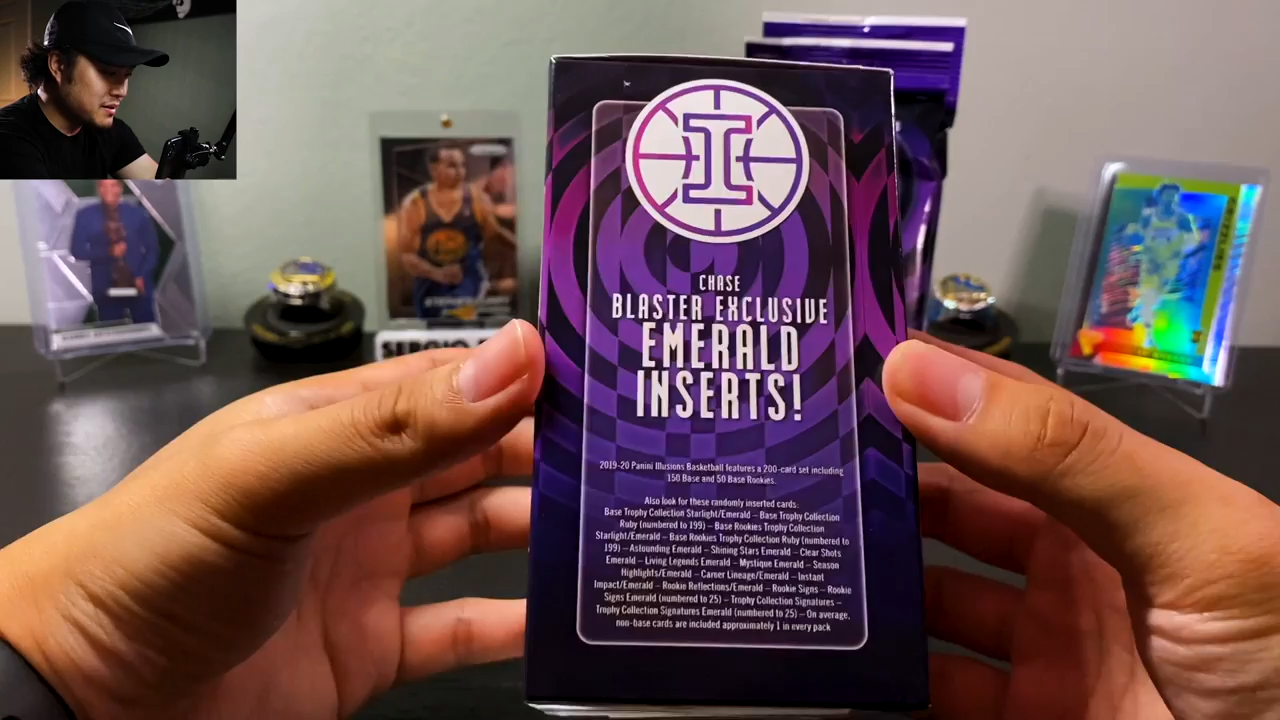 I
CHASE
BLASTER EXCLUSIVE
EMERALD
INSERTS!
2019-20 Panini Illusions Basketball features a 200-card set including
150 Base and 50 Base Rookies.
Also look for these randomly inserted cards.
Base Trophy Collection Starlight/Emerald – Base Trophy Collection
Ruby (numbered to 199) – Base Rookies Trophy Collection
Starlight/Emerald – Base Rookies Trophy Collection Ruby (numbered to
199) – Astounding Emerald – Shining Stars Emerald – Clear Shots
Emerald – Living Legends Emerald – Mystique Emerald – Season
Highlights/Emerald – Career Lineage/Emerald – Instant
Impact/Emerald – Rookie Reflections/Emerald – Rookie Signs – Rookie
Signs Emerald (numbered to 25) – Trophy Collection Signatures –
Trophy Collection Signatures Emerald (numbered to 25) – On average,
non-base cards are included approximately 1 in every pack